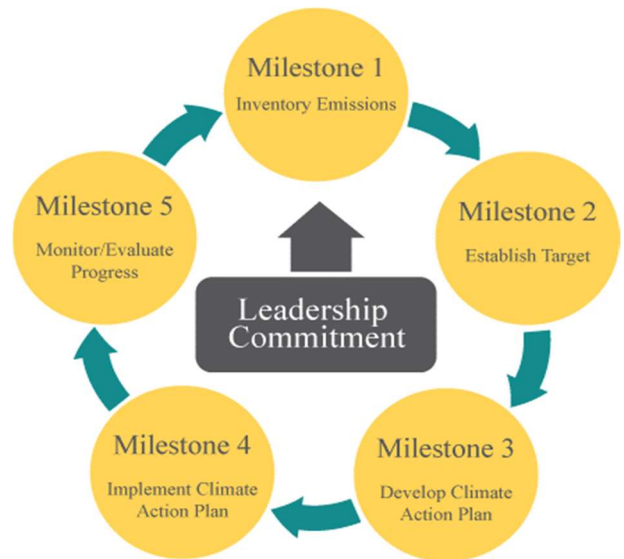 Milestone 1
Inventory Emissions
Milestone 2
Establish Target
Milestone 3
Develop Climate
Action Plan
Milestone 4
Implement Climate
Action Plan
Milestone 5
Monitor/Evaluate
Progress
Leadership
Commitment